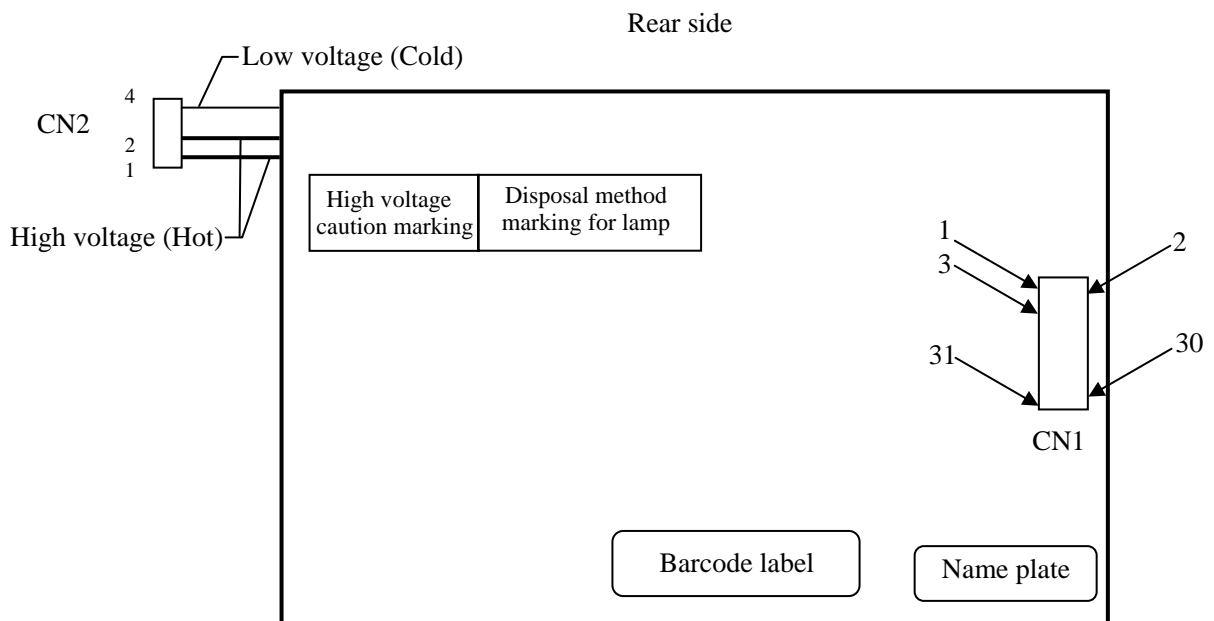 Rear side
Low voltage (Cold)
4
CN2
2
1
High voltage (Hot)
High voltage
caution marking
Disposal method
marking for lamp
1
2
3
31
30
CN1
Barcode label
Name plate